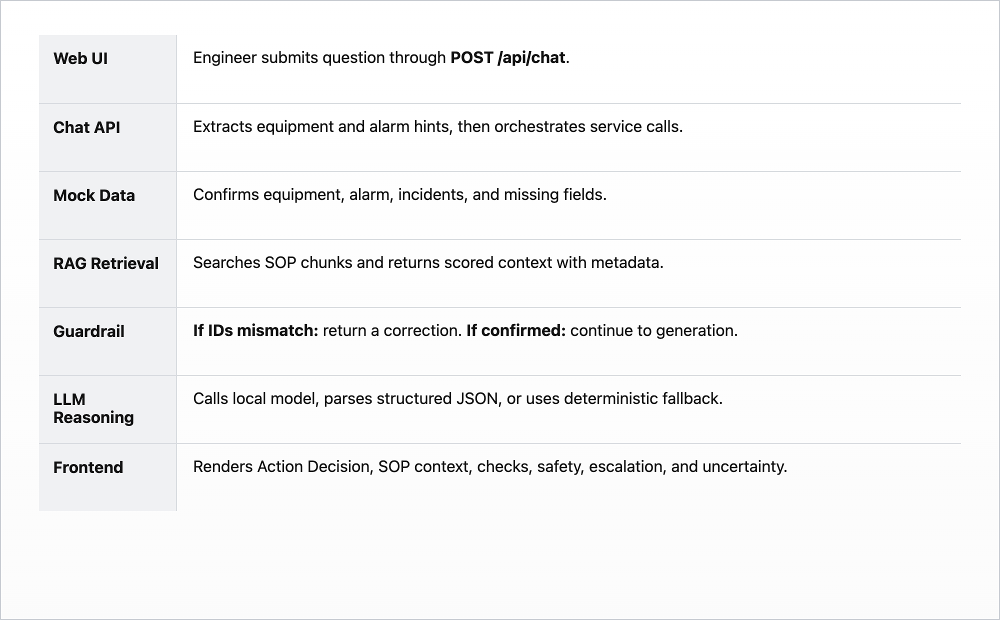 Web UI
Engineer submits question through POST /api/chat.
Chat API
Extracts equipment and alarm hints, then orchestrates service calls.
Mock Data
Confirms equipment, alarm, incidents, and missing fields.
RAG Retrieval
Searches SOP chunks and returns scored context with metadata.
Guardrail
If IDs mismatch: return a correction. If confirmed: continue to generation.
LLM
Reasoning
Calls local model, parses structured JSON, or uses deterministic fallback.
Frontend
Renders Action Decision, SOP context, checks, safety, escalation, and uncertainty.